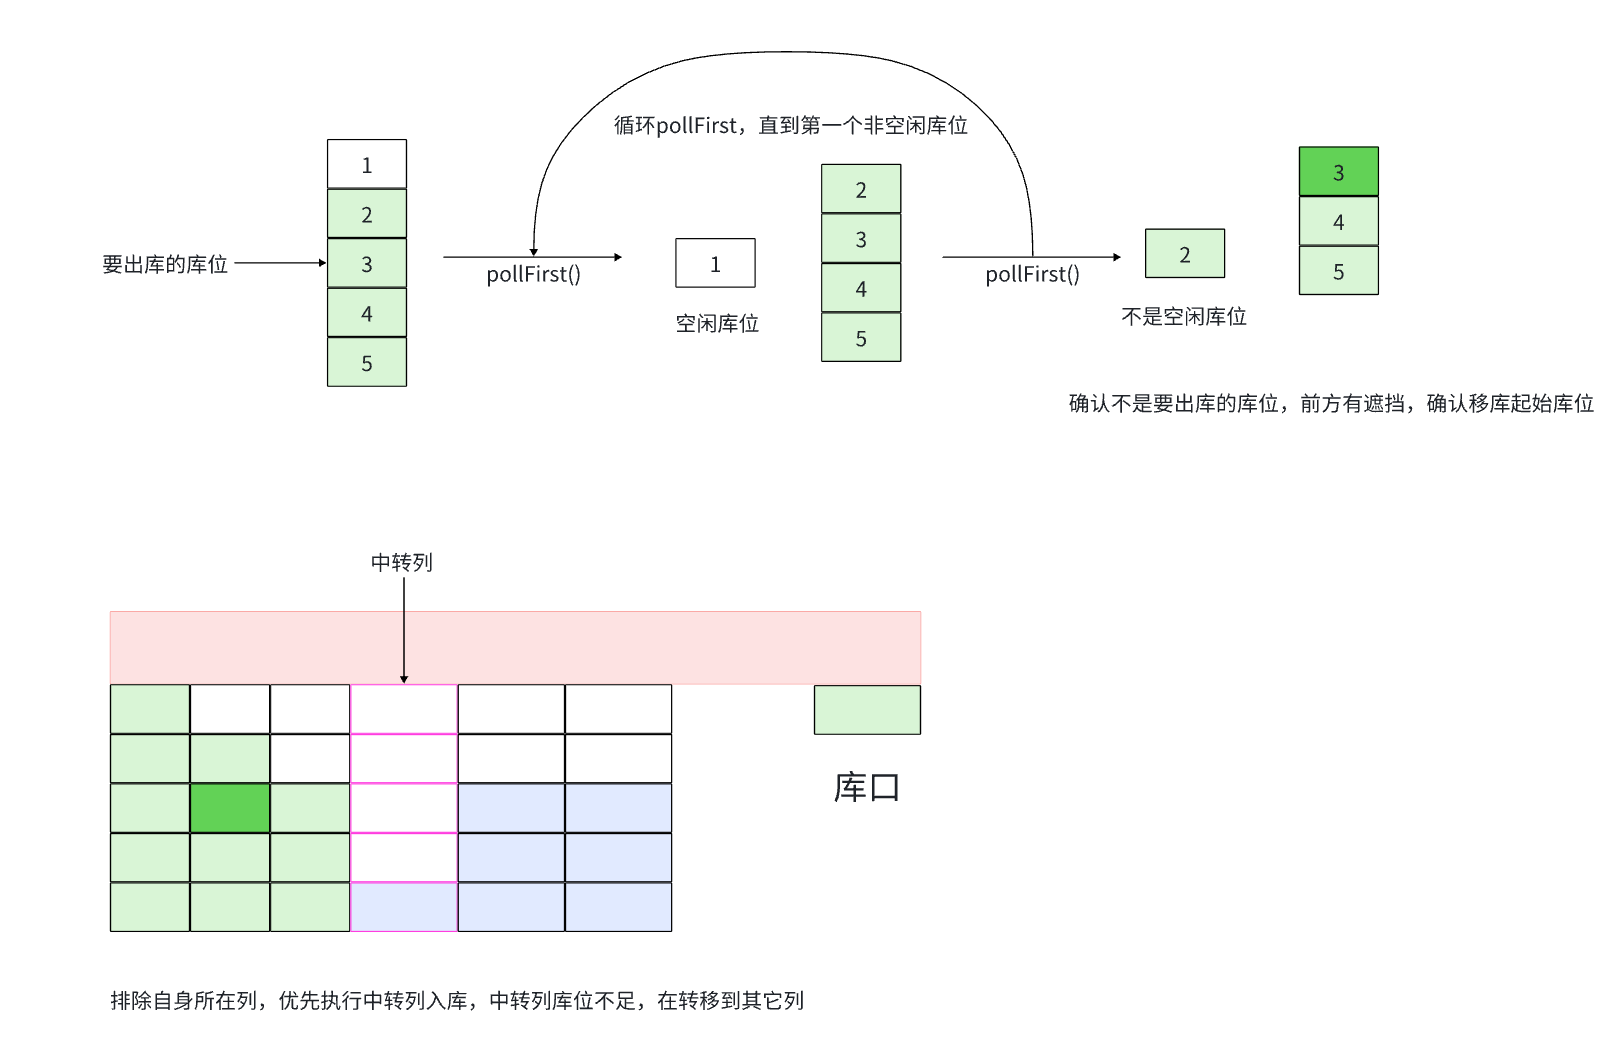 循环pollFirst，直到第一个非空闲库位
1
2
3
4
5
要出库的库位
pollFirst()
1
空闲库位
2
3
4
5
pollFirst()
2
不是空闲库位
3
4
5
确认不是要出库的库位，前方有遮挡，确认移库起始库位
中转列
库口
排除自身所在列，优先执行中转列入库，中转列库位不足，在转移到其它列